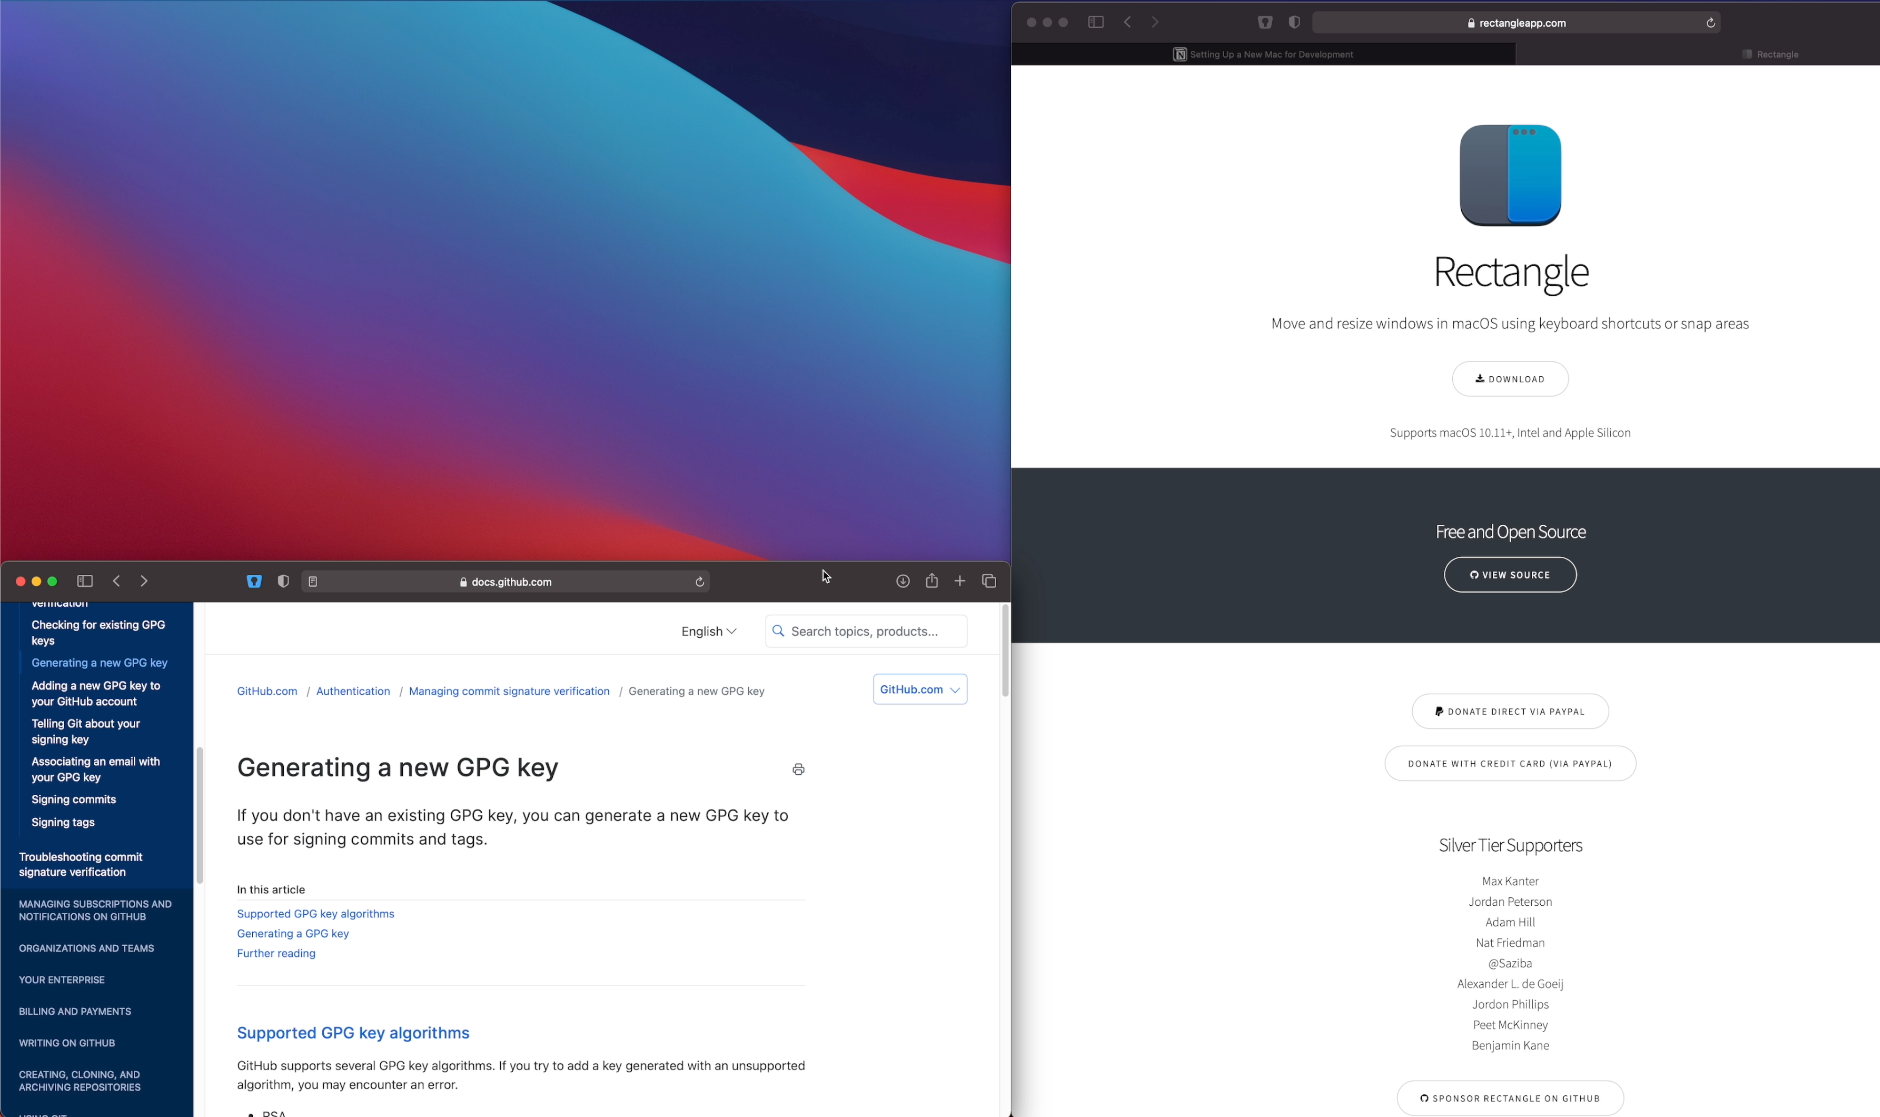 rectangleapp.com
Setting Up a New Mac for Development
Rectangle
Rectangle
Move and resize windows in macOS using keyboard shortcuts or snap areas
DOWNLOAD
Supports macOS 10.11+, Intel and Apple Silicon
Free and Open Source
VIEW SOURCE
DONATE DIRECT VIA PAYPAL
DONATE WITH CREDIT CARD (VIA PAYPAL)
Silver Tier Supporters
Max Kanter
Jordan Peterson
Adam Hill
Nat Friedman
@Saziba
Alexander L. de Goeij
Jordon Phillips
Peet McKinney
Benjamin Kane
SPONSOR RECTANGLE ON GITHUB
docs.github.com
verification
Checking for existing GPG
keys
Generating a new GPG key
Adding a new GPG key to
your GitHub account
Telling Git about your
signing key
Associating an email with
your GPG key
Signing commits
Signing tags
Troubleshooting commit
signature verification
MANAGING SUBSCRIPTIONS AND
NOTIFICATIONS ON GITHUB
ORGANIZATIONS AND TEAMS
YOUR ENTERPRISE
BILLING AND PAYMENTS
WRITING ON GITHUB
CREATING, CLONING, AND
ARCHIVING REPOSITORIES
USING GIT
English
Search topics, products...
GitHub.com / Authentication / Managing commit signature verification / Generating a new GPG key
GitHub.com
Generating a new GPG key
If you don't have an existing GPG key, you can generate a new GPG key to
use for signing commits and tags.
In this article
Supported GPG key algorithms
Generating a GPG key
Further reading
Supported GPG key algorithms
GitHub supports several GPG key algorithms. If you try to add a key generated with an unsupported
algorithm, you may encounter an error.
• RSA